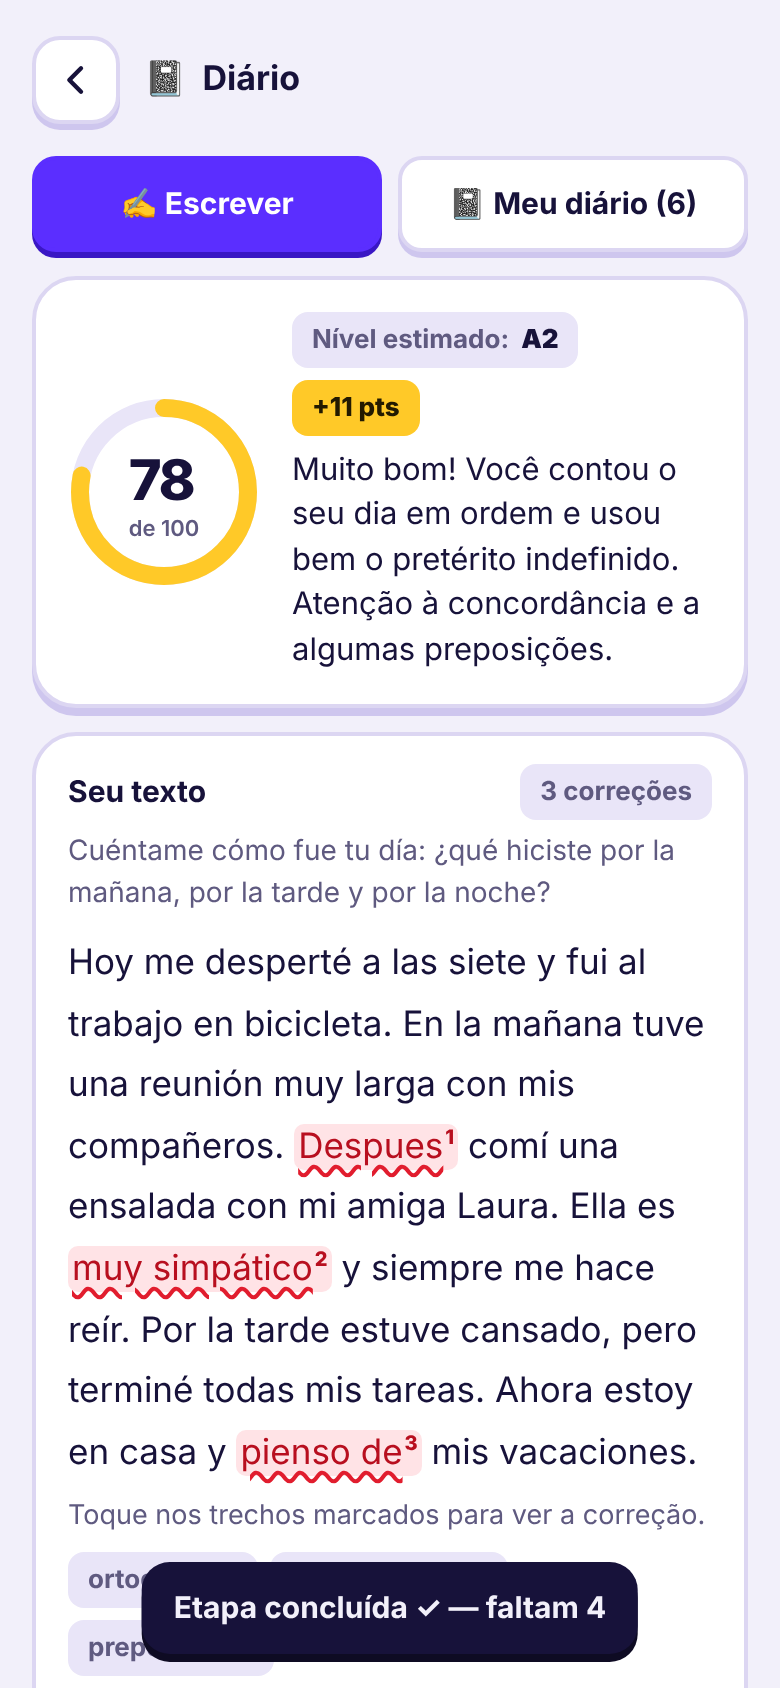 Diário
✍️ Escrever
Meu diário (6)
Nível estimado: A2
+11 pts
78
de 100
Muito bom! Você contou o
seu dia em ordem e usou
bem o pretérito indefinido.
Atenção à concordância e a
algumas preposições.
Seu texto
3 correções
Cuéntame cómo fue tu día: ¿qué hiciste por la
mañana, por la tarde y por la noche?
Hoy me desperté a las siete y fui al
trabajo en bicicleta. En la mañana tuve
una reunión muy larga con mis
compañeros. Despues¹ comí una
ensalada con mi amiga Laura. Ella es
muy simpático² y siempre me hace
reír. Por la tarde estuve cansado, pero
terminé todas mis tareas. Ahora estoy
en casa y pienso de³ mis vacaciones.
Toque nos trechos marcados para ver a correção.
Etapa concluída ✓ — faltam 4